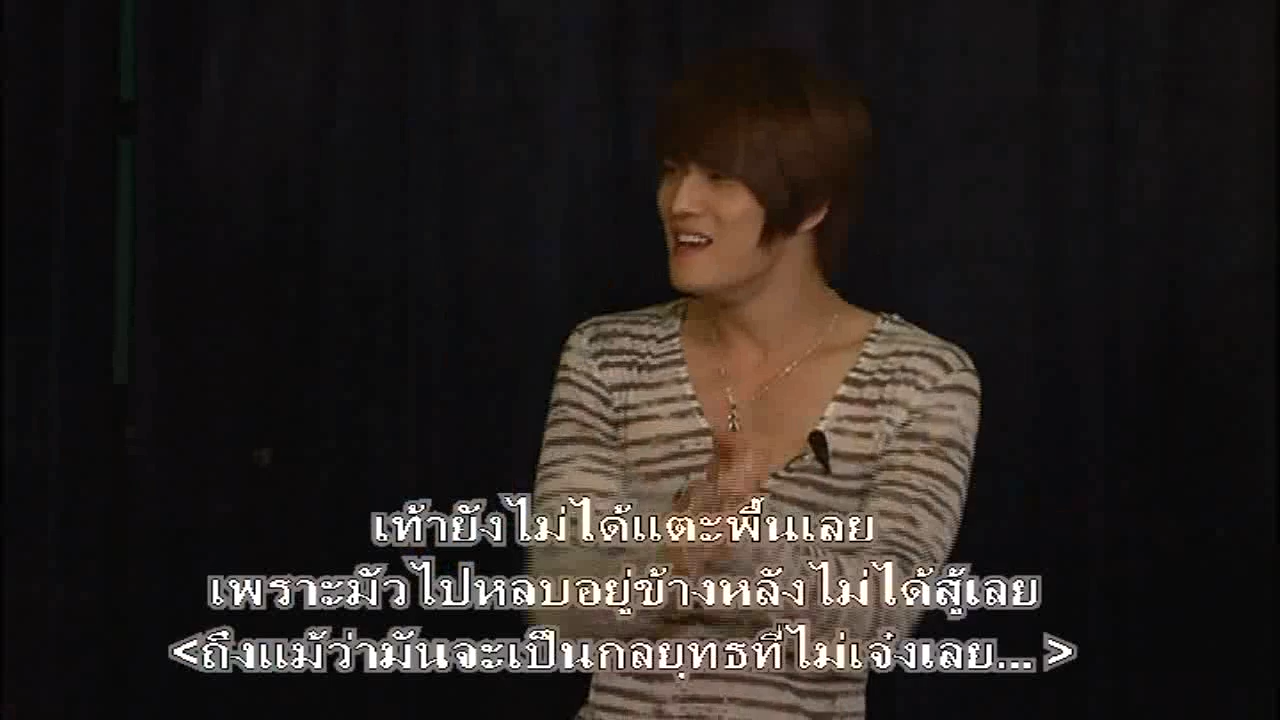 เท้ายังไม่ได้แตะพื้นเลย
เพราะมัวไปหลบอยู่ข้างหลังไม่ได้สู้เลย
<ถึงแม้ว่ามันจะเป็นกลยุทธที่ไม่เจ๋งเลย...>